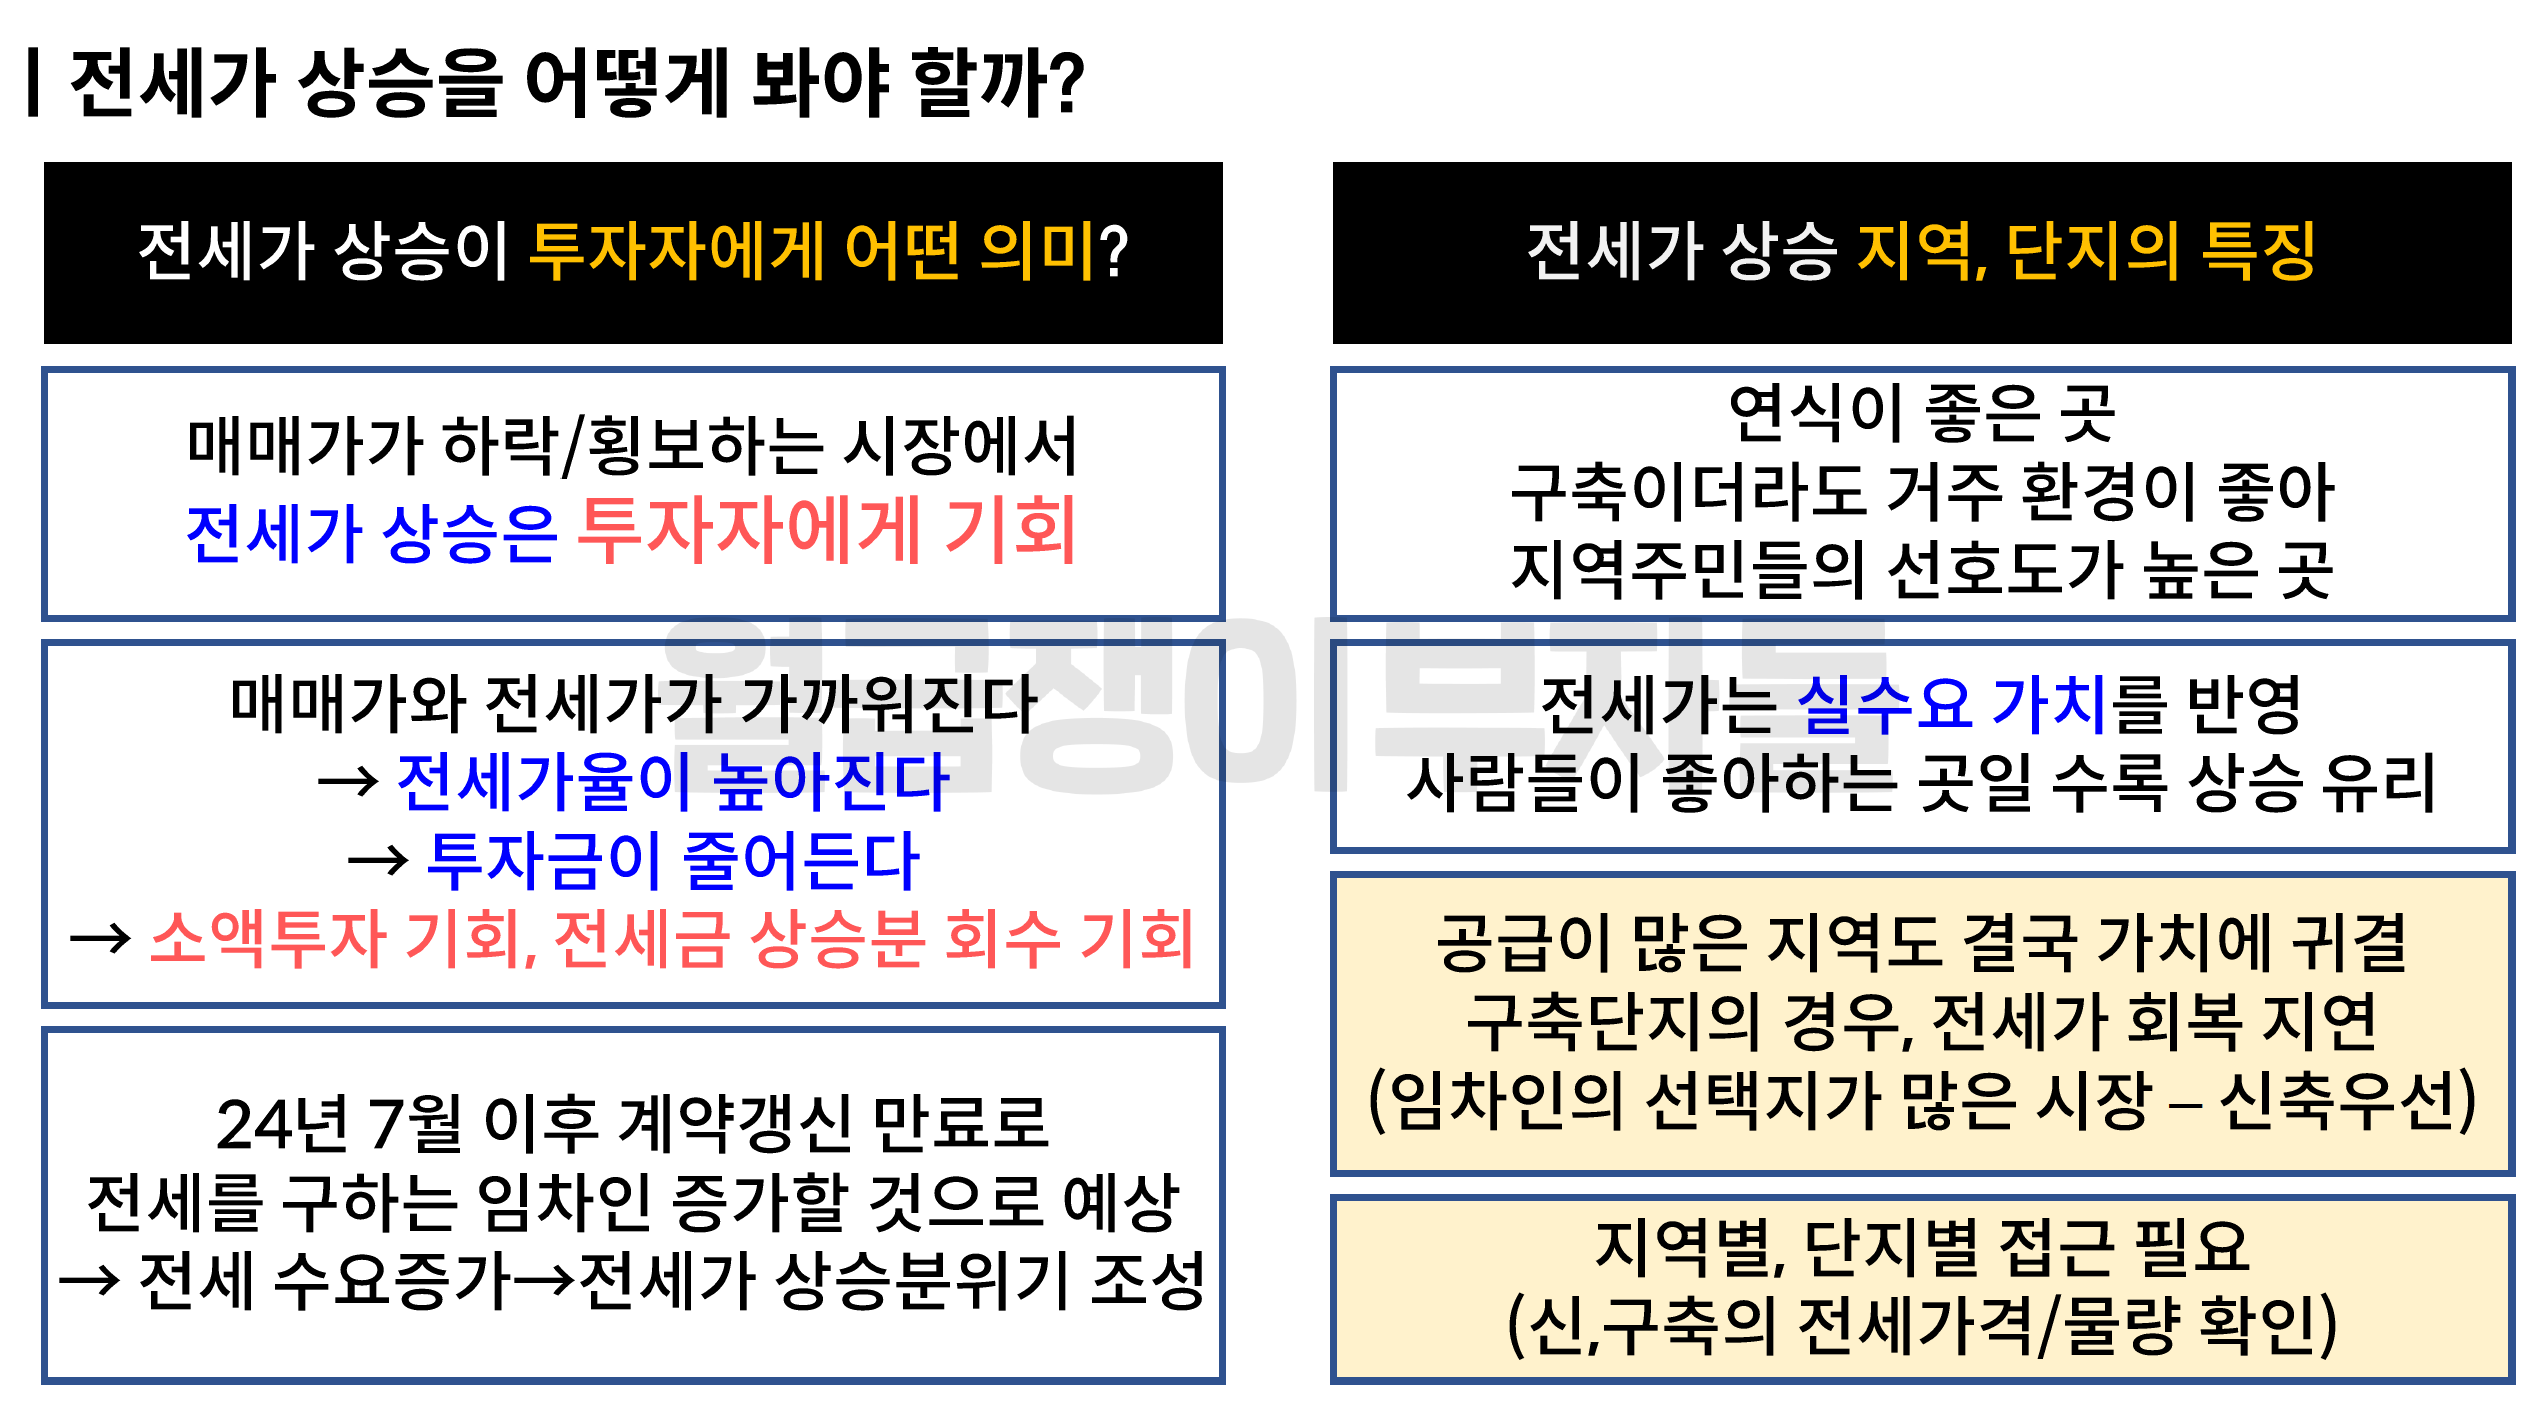 | 전세가 상승을 어떻게 봐야 할까?
전세가 상승이 투자자에게 어떤 의미?
매매가가 하락/횡보하는 시장에서
전세가 상승은 투자자에게 기회
매매가와 전세가가 가까워진다
→ 전세가율이 높아진다
→ 투자금이 줄어든다
→ 소액투자 기회, 전세금 상승분 회수 기회
24년 7월 이후 계약갱신 만료로
전세를 구하는 임차인 증가할 것으로 예상
→ 전세 수요증가→전세가 상승분위기 조성
전세가 상승 지역, 단지의 특징
연식이 좋은 곳
구축이더라도 거주 환경이 좋아
지역주민들의 선호도가 높은 곳
전세가는 실수요 가치를 반영
사람들이 좋아하는 곳일 수록 상승 유리
공급이 많은 지역도 결국 가치에 귀결
구축단지의 경우, 전세가 회복 지연
(임차인의 선택지가 많은 시장 – 신축우선)
지역별, 단지별 접근 필요
(신,구축의 전세가격/물량 확인)
월급쟁이부자들